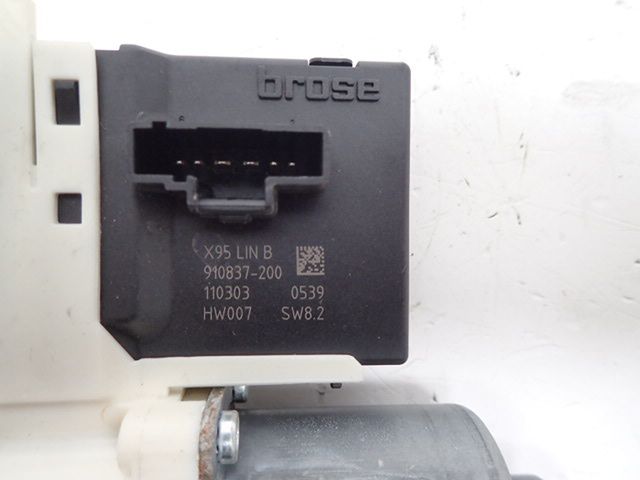 brose
X95 LIN B
910837-200
110303 0539
HW007 SW8.2